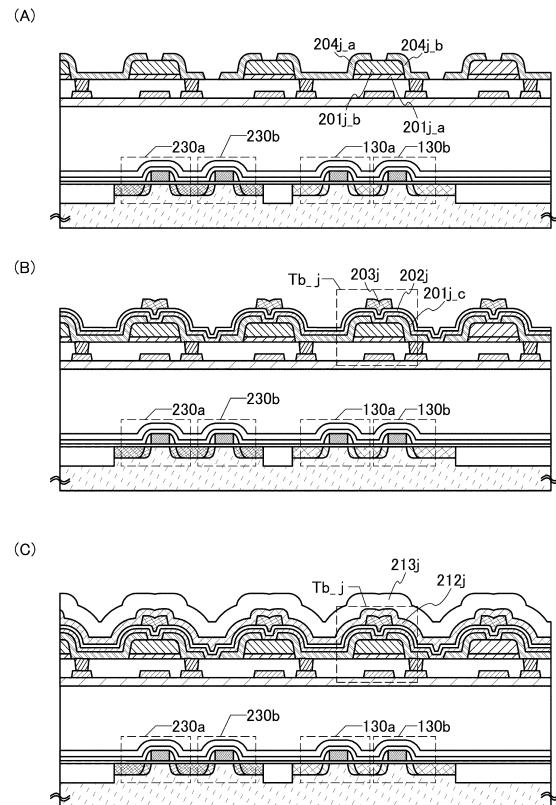 (A)
204j_a 204j_b
201j_b 201j_a
230a 230b 130a 130b
(B)
Tb_j 203j 202j 201j_c
230a 230b 130a 130b
(C)
213j
Tb_j 212j
230a 230b 130a 130b